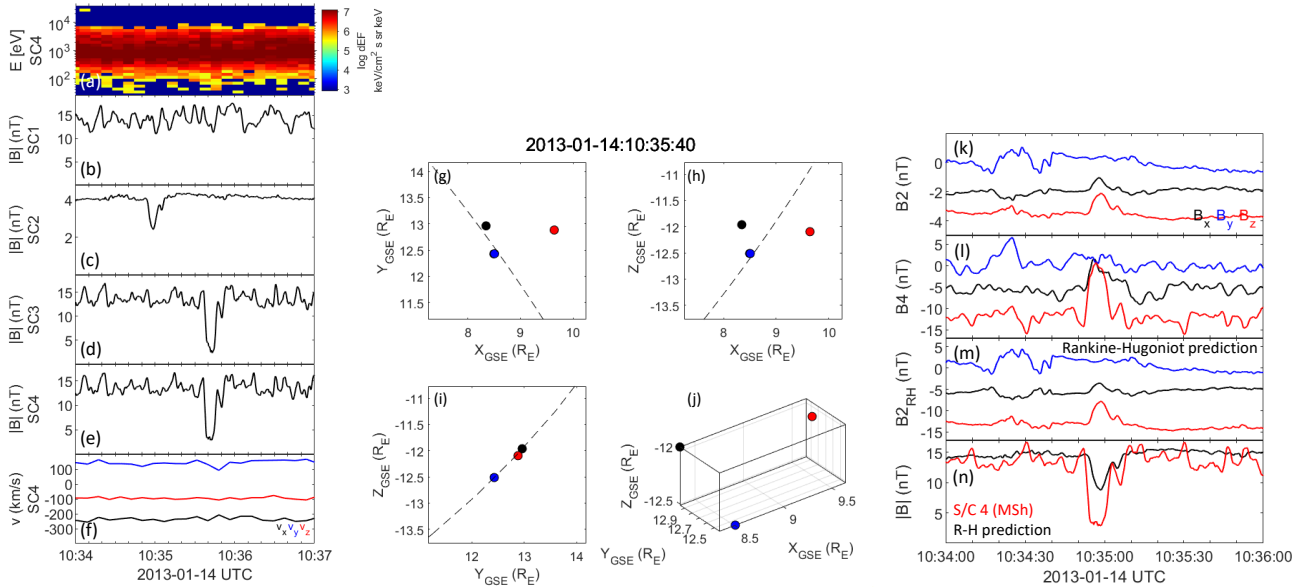 2013-01-14:10:35:40
E [eV]
SC4
10^4
10^3
10^2
(a)
7
6
5
4
3
log dEF
keV/cm^2 s sr keV
|B| (nT)
SC1
15
10
5
(b)
|B| (nT)
SC2
4
2
(c)
|B| (nT)
SC3
15
10
5
(d)
|B| (nT)
SC4
15
10
5
(e)
v (km/s)
SC4
100
0
-100
-200
-300
(f)
v_x v_y v_z
10:34 10:35 10:36 10:37
2013-01-14 UTC
(g)
Y_GSE (R_E)
14
13.5
13
12.5
12
11.5
8 9 10
X_GSE (R_E)
(h)
Z_GSE (R_E)
-11
-11.5
-12
-12.5
-13
-13.5
8 9 10
X_GSE (R_E)
(i)
Z_GSE (R_E)
-11
-11.5
-12
-12.5
-13
-13.5
12 13 14
Y_GSE (R_E)
(j)
Z_GSE (R_E)
-12
-12.5
12.9
12.7
12.5
Y_GSE (R_E)
8.5
9
9.5
X_GSE (R_E)
(k)
B2 (nT)
0
-2
-4
B_x B_y B_z
(l)
B4 (nT)
5
0
-5
-10
-15
(m)
Rankine-Hugoniot prediction
B2_RH (nT)
5
0
-5
-10
-15
(n)
|B| (nT)
15
10
5
S/C 4 (MSh)
R-H prediction
10:34:00 10:34:30 10:35:00 10:35:30 10:36:00
2013-01-14 UTC